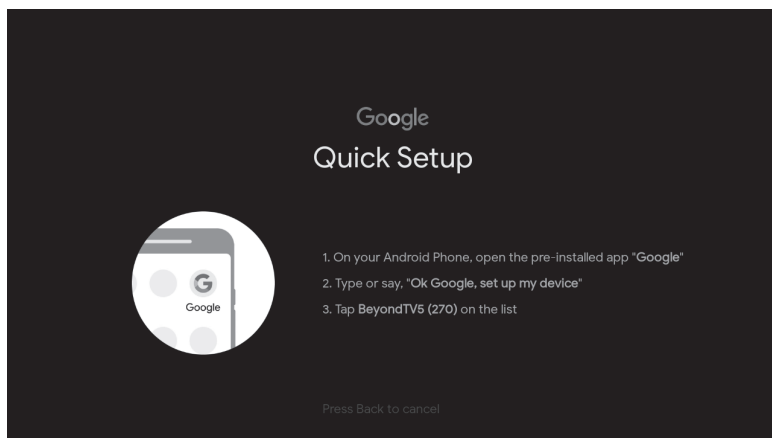 Google
Quick Setup
1. On your Android Phone, open the pre-installed app "Google"
2. Type or say, "Ok Google, set up my device"
3. Tap BeyondTV5 (270) on the list
G
Google
Press Back to cancel